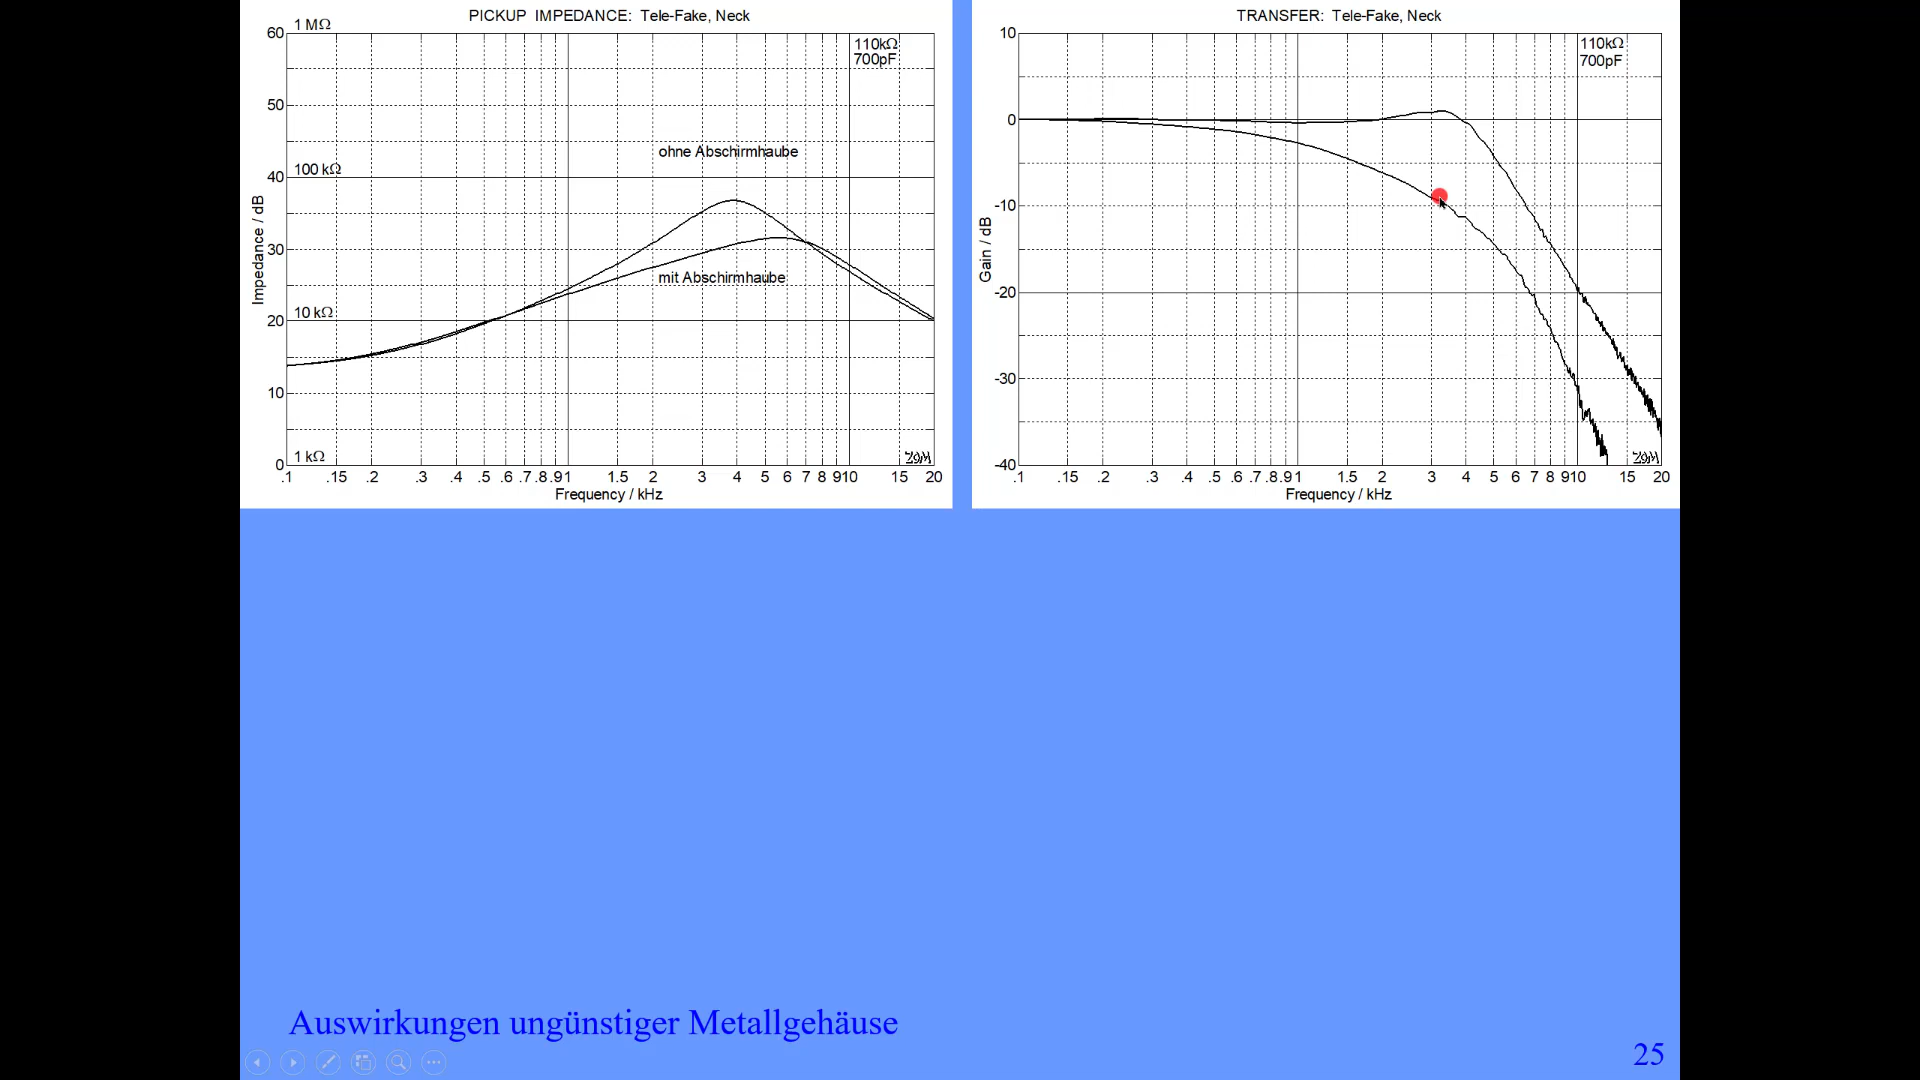 PICKUP IMPEDANCE: Tele-Fake, Neck
60
1 MΩ
110kΩ
700pF
50
ohne Abschirmhaube
100 kΩ
40
Impedance / dB
30
mit Abschirmhaube
10 kΩ
20
10
1 kΩ
0
.1 .15 .2 .3 .4 .5 .6 .7 .8 .9 1 1.5 2 3 4 5 6 7 8 9 10 15 20
Frequency / kHz
TRANSFER: Tele-Fake, Neck
10
110kΩ
700pF
0
-10
Gain / dB
-20
-30
-40
.1 .15 .2 .3 .4 .5 .6 .7 .8 .9 1 1.5 2 3 4 5 6 7 8 9 10 15 20
Frequency / kHz
Auswirkungen ungünstiger Metallgehäuse
25